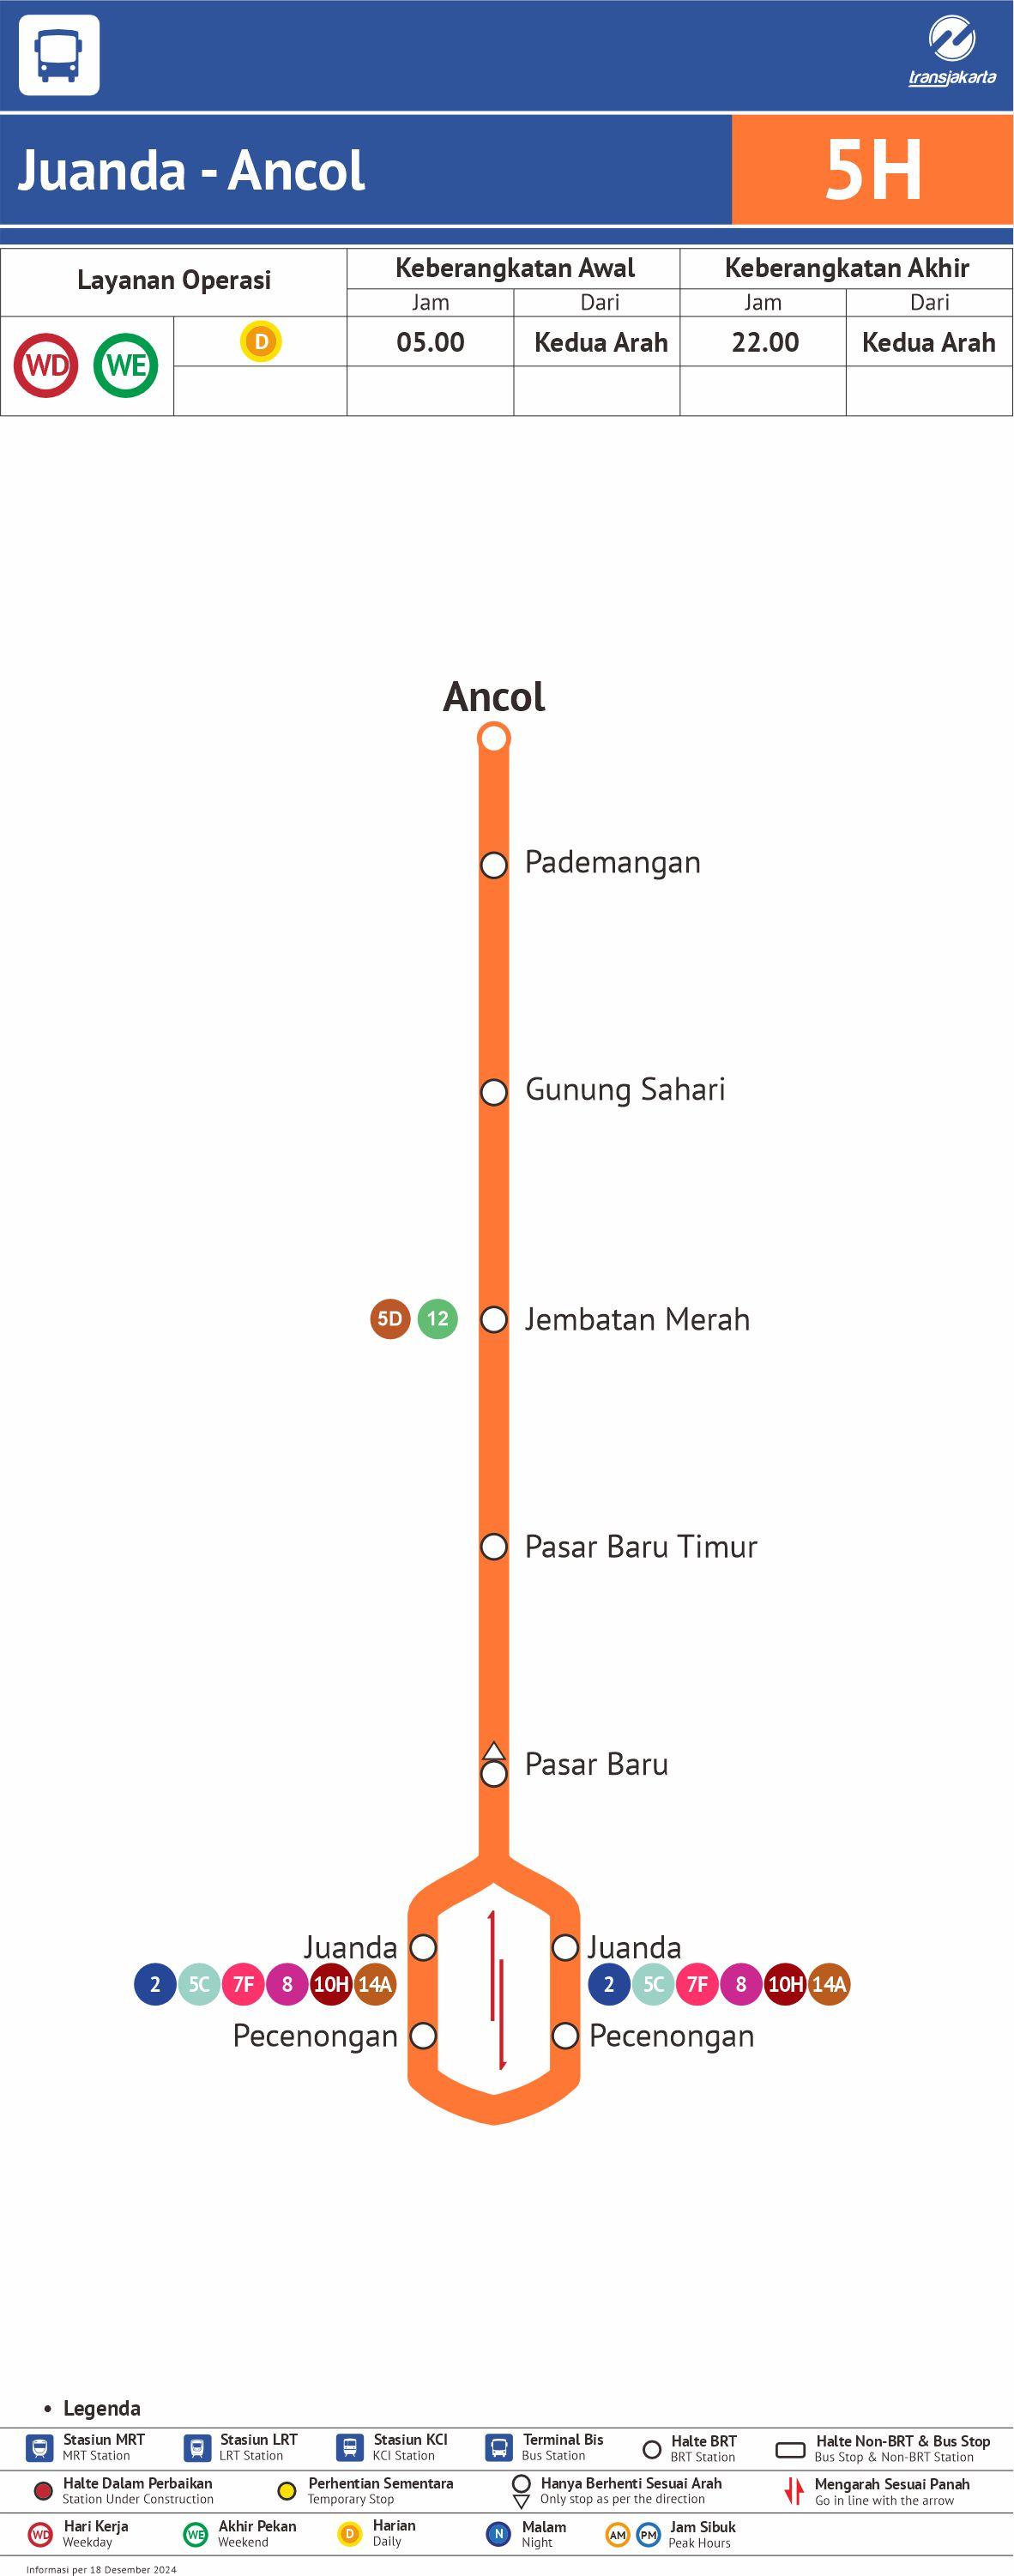 transjakarta
Juanda - Ancol
5H
Layanan Operasi
Keberangkatan Awal
Keberangkatan Akhir
Jam
Dari
Jam
Dari
WD
WE
D
05.00
Kedua Arah
22.00
Kedua Arah
Ancol
Pademangan
Gunung Sahari
5D 12 Jembatan Merah
Pasar Baru Timur
Pasar Baru
Juanda
Juanda
2 5C 7F 8 10H 14A
2 5C 7F 8 10H 14A
Pecenongan
Pecenongan
• Legenda
Stasiun MRT
MRT Station
Stasiun LRT
LRT Station
Stasiun KCI
KCI Station
Terminal Bis
Bus Station
Halte BRT
BRT Station
Halte Non-BRT & Bus Stop
Bus Stop & Non-BRT Station
Halte Dalam Perbaikan
Station Under Construction
Perhentian Sementara
Temporary Stop
Hanya Berhenti Sesuai Arah
Only stop as per the direction
Mengarah Sesuai Panah
Go in line with the arrow
WD
Hari Kerja
Weekday
WE
Akhir Pekan
Weekend
D
Harian
Daily
N
Malam
Night
AM PM
Jam Sibuk
Peak Hours
Informasi per 18 Desember 2024